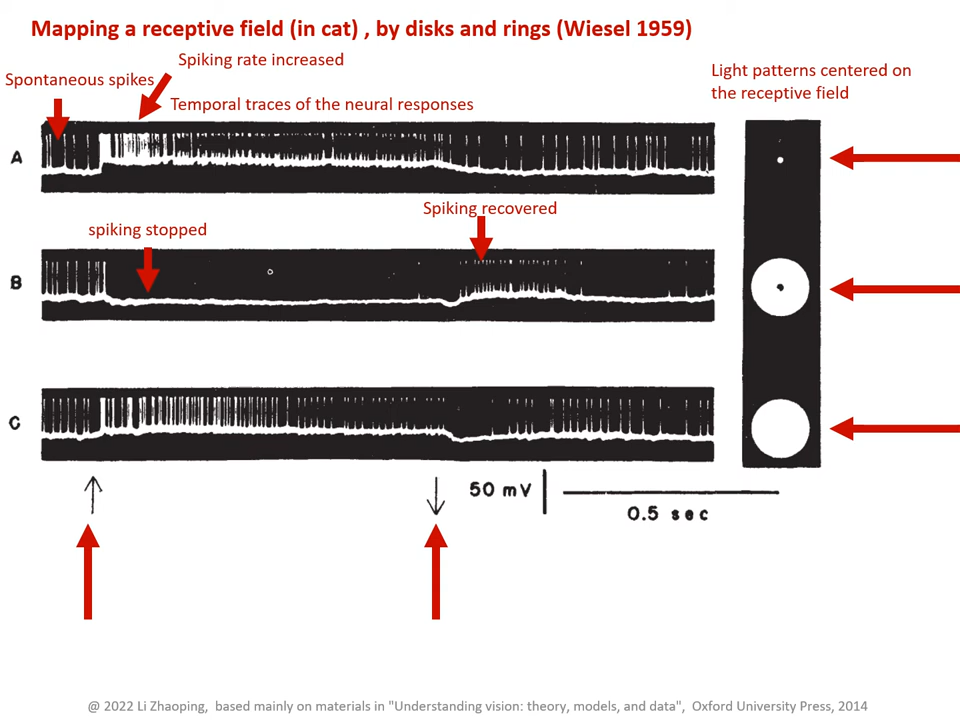 Mapping a receptive field (in cat) , by disks and rings (Wiesel 1959)
Spiking rate increased
Spontaneous spikes
Temporal traces of the neural responses
Light patterns centered on
the receptive field
A
Spiking recovered
spiking stopped
B
C
50 mV
0.5 sec
@ 2022 Li Zhaoping, based mainly on materials in "Understanding vision: theory, models, and data", Oxford University Press, 2014